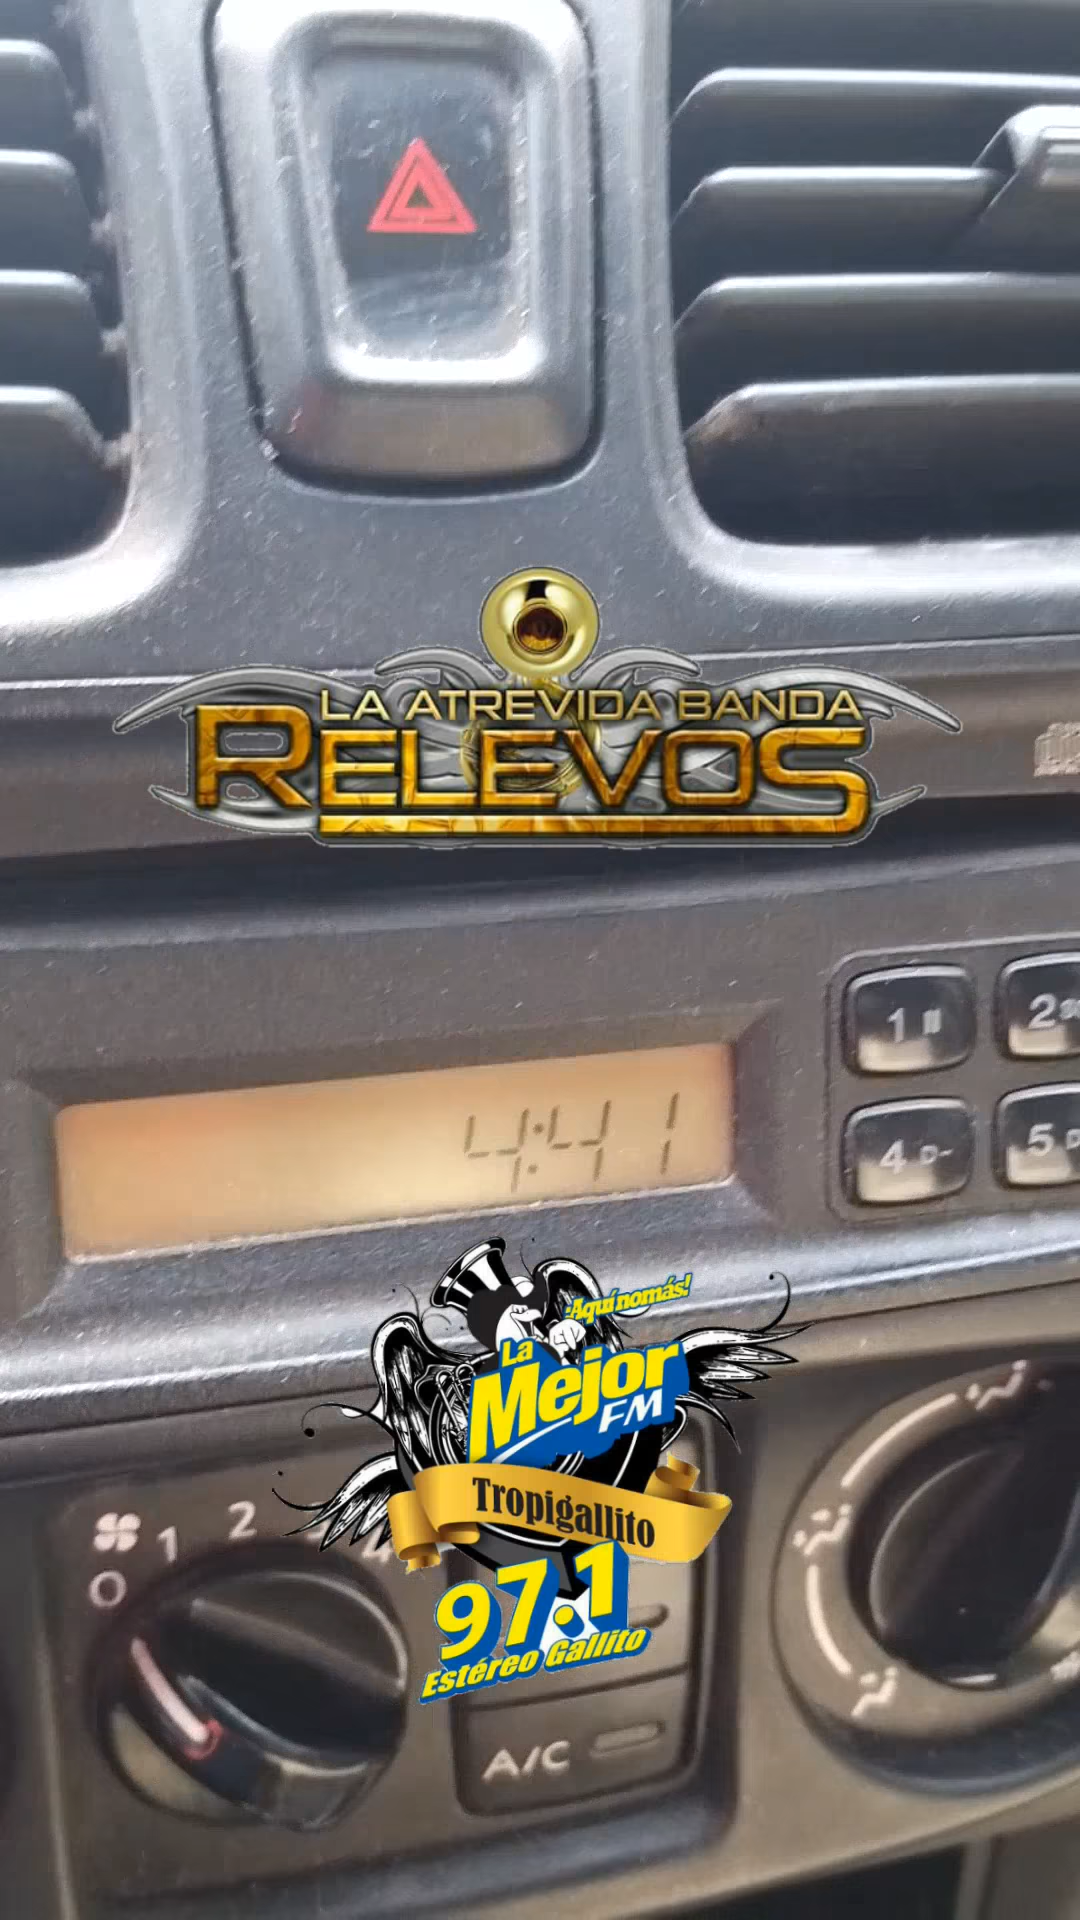 LA ATREVIDA BANDA
RELEVOS
1
2
4:41
4 D-
5 D
¡Aquí nomás!
La
Mejor
FM
Tropigallito
97.1
Estéreo Gallito
0 1 2 4
A/C